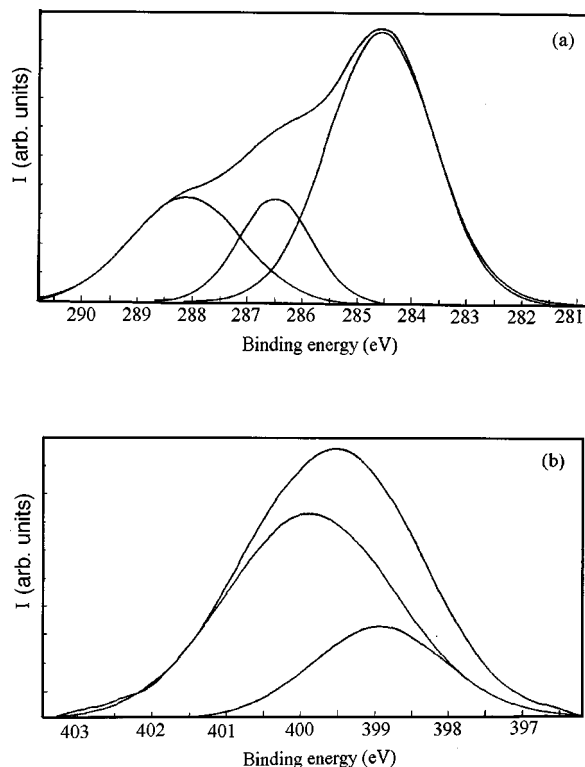 (a)
I (arb. units)
290 289 288 287 286 285 284 283 282 281
Binding energy (eV)
(b)
I (arb. units)
403 402 401 400 399 398 397
Binding energy (eV)